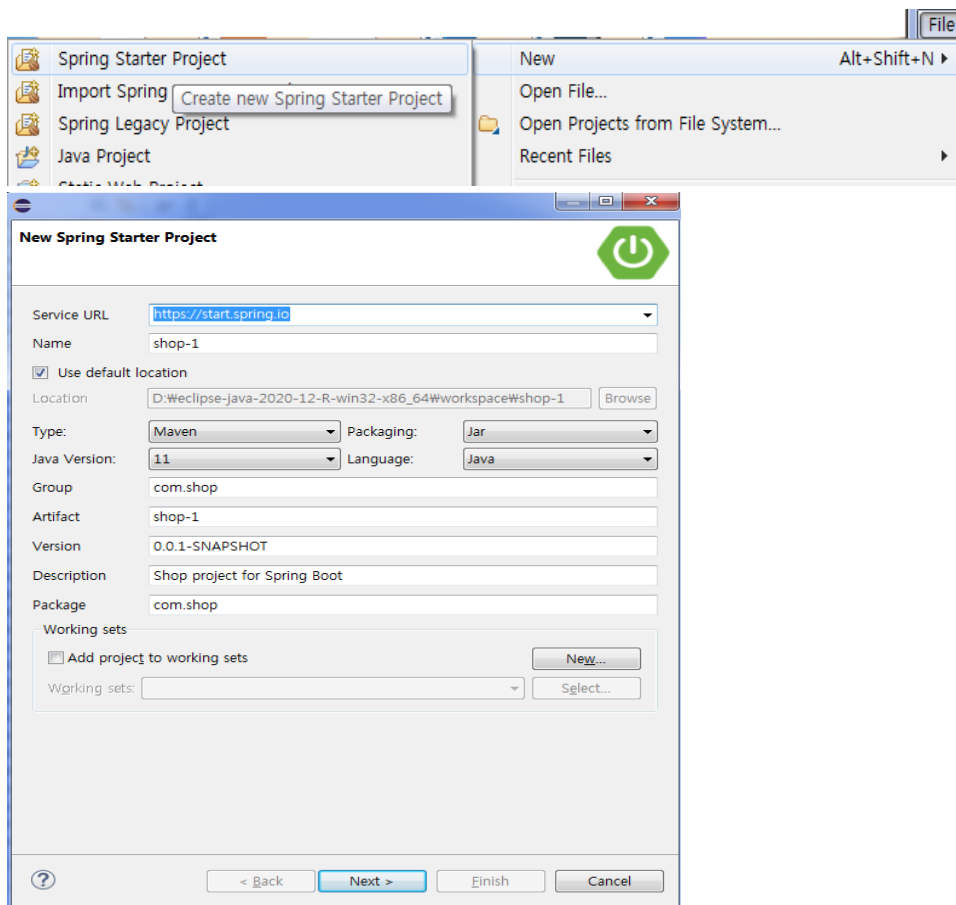 File
Spring Starter Project
New Alt+Shift+N
Import Spring
Create new Spring Starter Project
Open File...
Spring Legacy Project
Open Projects from File System...
Java Project
Recent Files
Static Web Project
New Spring Starter Project
Service URL https://start.spring.io
Name shop-1
Use default location
Location D:₩eclipse-java-2020-12-R-win32-x86_64₩workspace₩shop-1 Browse
Type: Maven Packaging: Jar
Java Version: 11 Language: Java
Group com.shop
Artifact shop-1
Version 0.0.1-SNAPSHOT
Description Shop project for Spring Boot
Package com.shop
Working sets
Add project to working sets New...
Working sets: Select...
? < Back Next > Finish Cancel